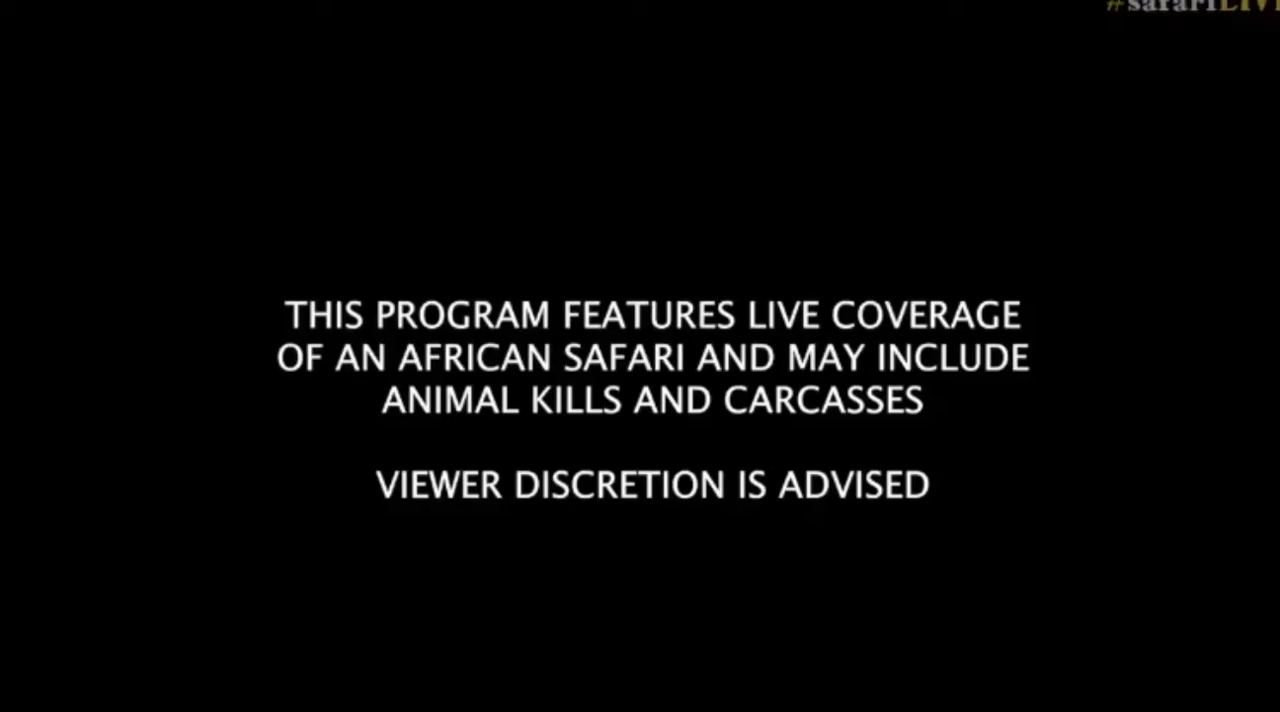 #safariLIVE
THIS PROGRAM FEATURES LIVE COVERAGE
OF AN AFRICAN SAFARI AND MAY INCLUDE
ANIMAL KILLS AND CARCASSES
VIEWER DISCRETION IS ADVISED